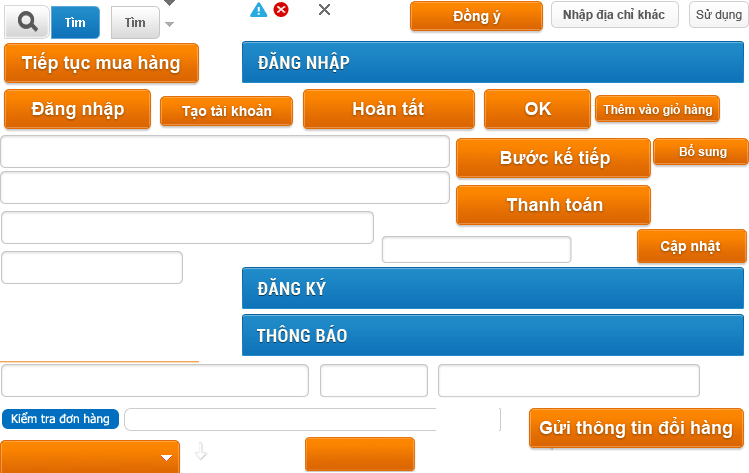 Tìm
Tìm
Đồng ý
Nhập địa chỉ khác
Sử dụng
Tiếp tục mua hàng
ĐĂNG NHẬP
Đăng nhập
Tạo tài khoản
Hoàn tất
OK
Thêm vào giỏ hàng
Bước kế tiếp
Bổ sung
Thanh toán
Cập nhật
ĐĂNG KÝ
THÔNG BÁO
Kiểm tra đơn hàng
Gửi thông tin đổi hàng